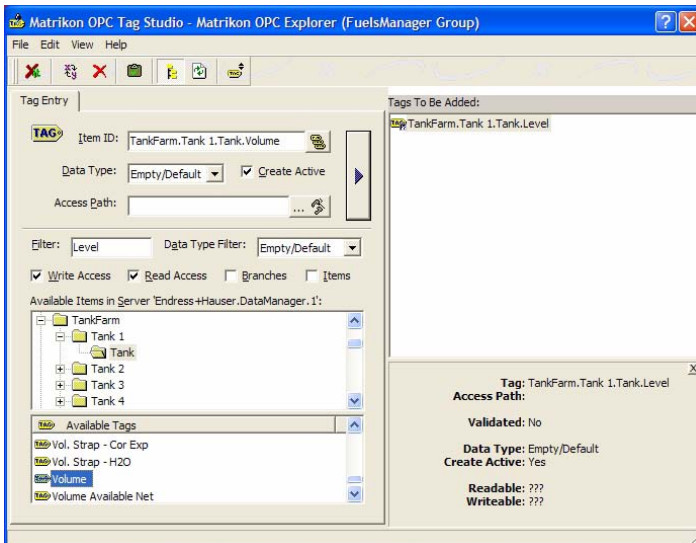 Matrikon OPC Tag Studio - Matrikon OPC Explorer (FuelsManager Group)
File Edit View Help
Tag Entry
TAG
Item ID: TankFarm.Tank 1.Tank.Volume
Data Type: Empty/Default Create Active
Access Path: ...
Filter: Level Data Type Filter: Empty/Default
Write Access Read Access Branches Items
Available Items in Server 'Endress+Hauser.DataManager.1':
TankFarm
Tank 1
Tank
Tank 2
Tank 3
Tank 4
TAG Available Tags
TAG Vol. Strap - Cor Exp
TAG Vol. Strap - H2O
Volume
TAG Volume Available Net
Tags To Be Added:
TankFarm.Tank 1.Tank.Level
X
Tag: TankFarm.Tank 1.Tank.Level
Access Path:
Validated: No
Data Type: Empty/Default
Create Active: Yes
Readable: ???
Writeable: ???